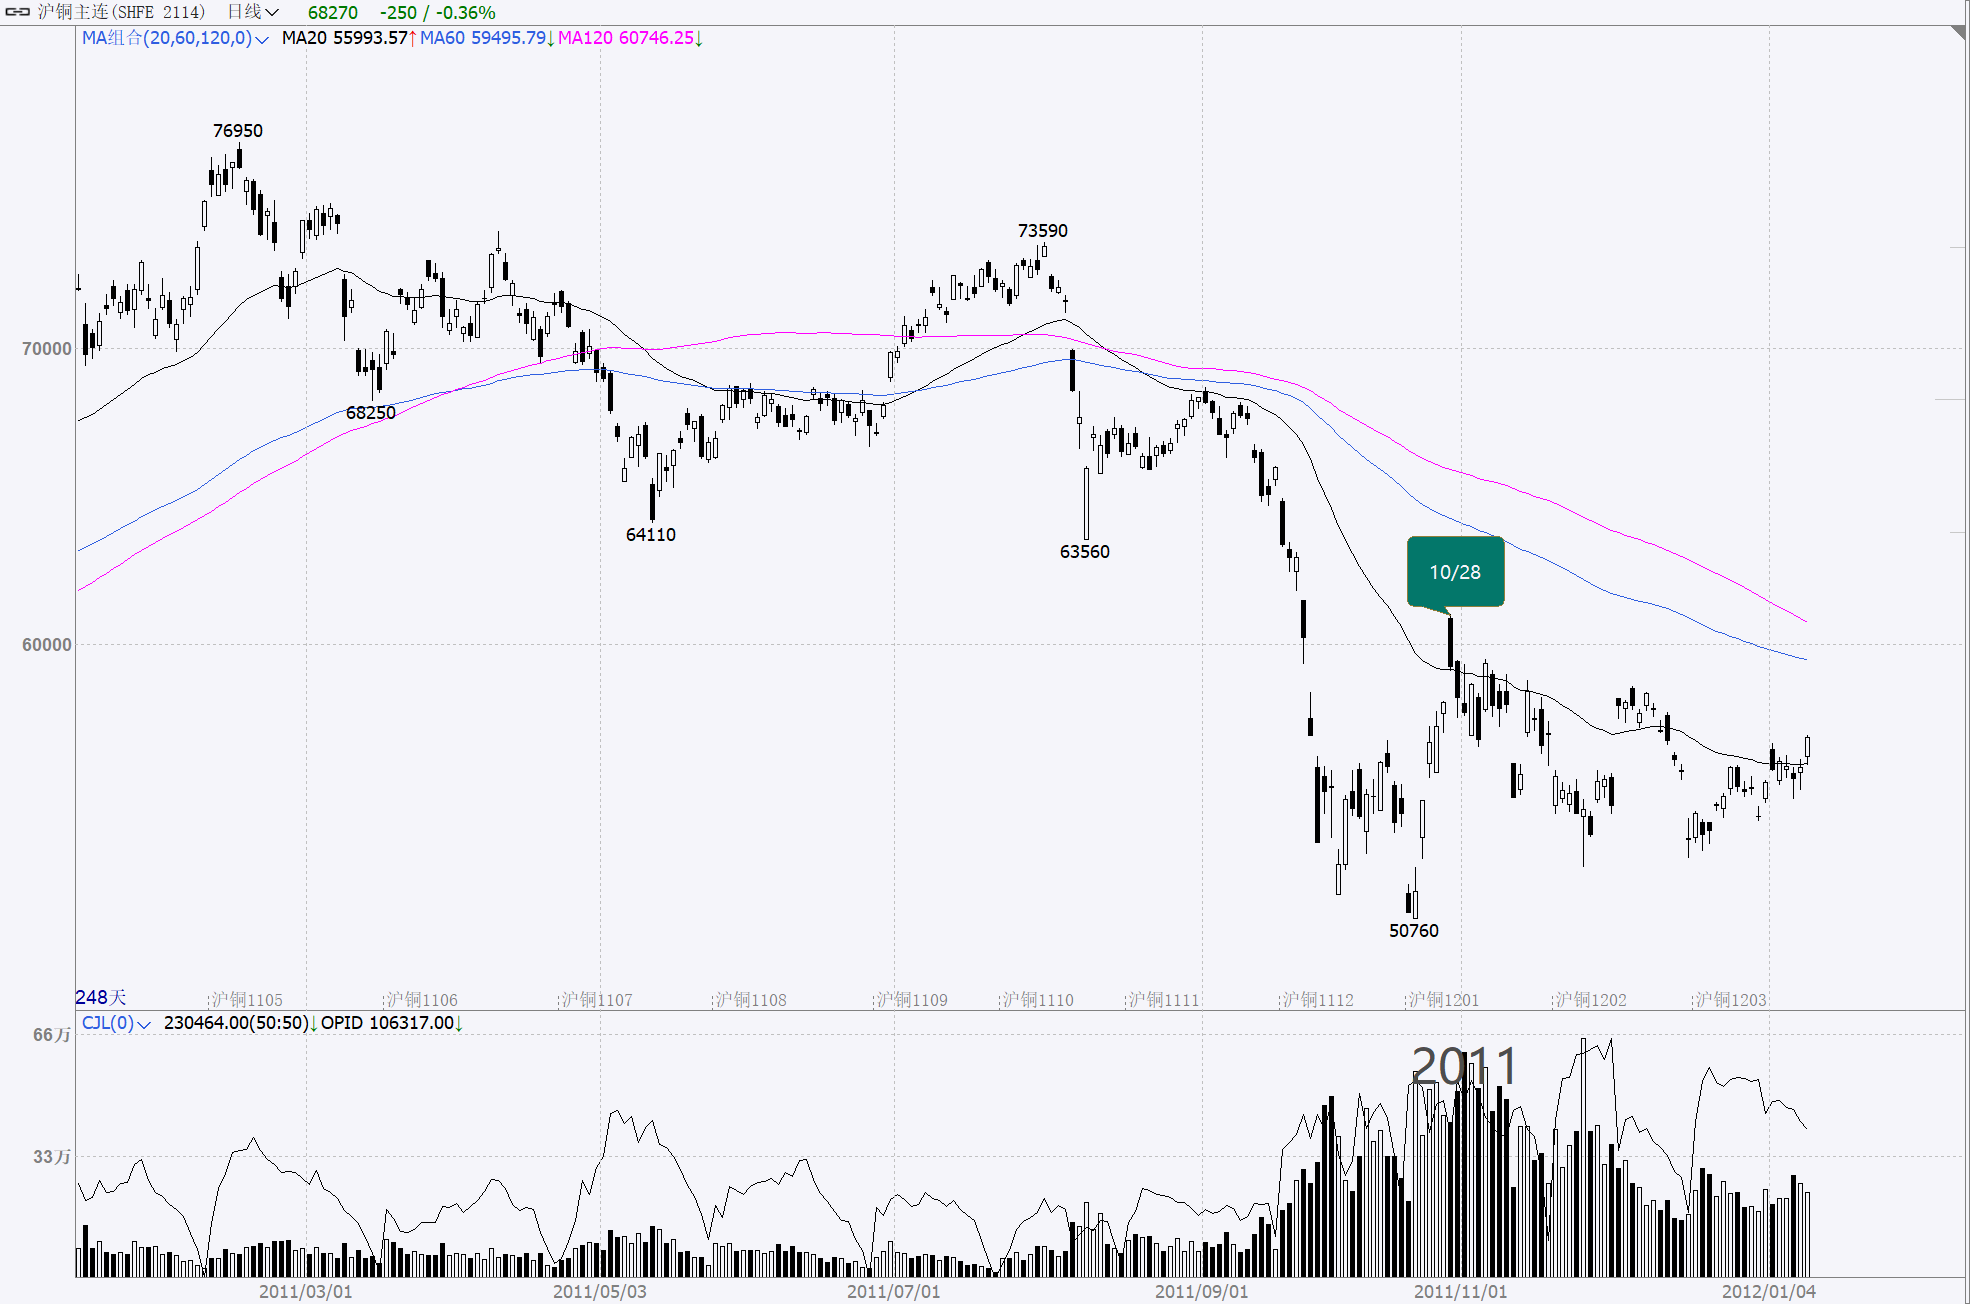 沪铜主连(SHFE 2114) 日线 68270 -250 / -0.36%
MA组合(20,60,120,0) MA20 55993.57↑ MA60 59495.79↓ MA120 60746.25↓
76950
73590
70000
68250
64110
63560
10/28
60000
50760
248天 沪铜1105 沪铜1106 沪铜1107 沪铜1108 沪铜1109 沪铜1110 沪铜1111 沪铜1112 沪铜1201 沪铜1202 沪铜1203
CJL(0) 230464.00(50:50)↓ OPID 106317.00↓
66万
2011
33万
2011/03/01 2011/05/03 2011/07/01 2011/09/01 2011/11/01 2012/01/04